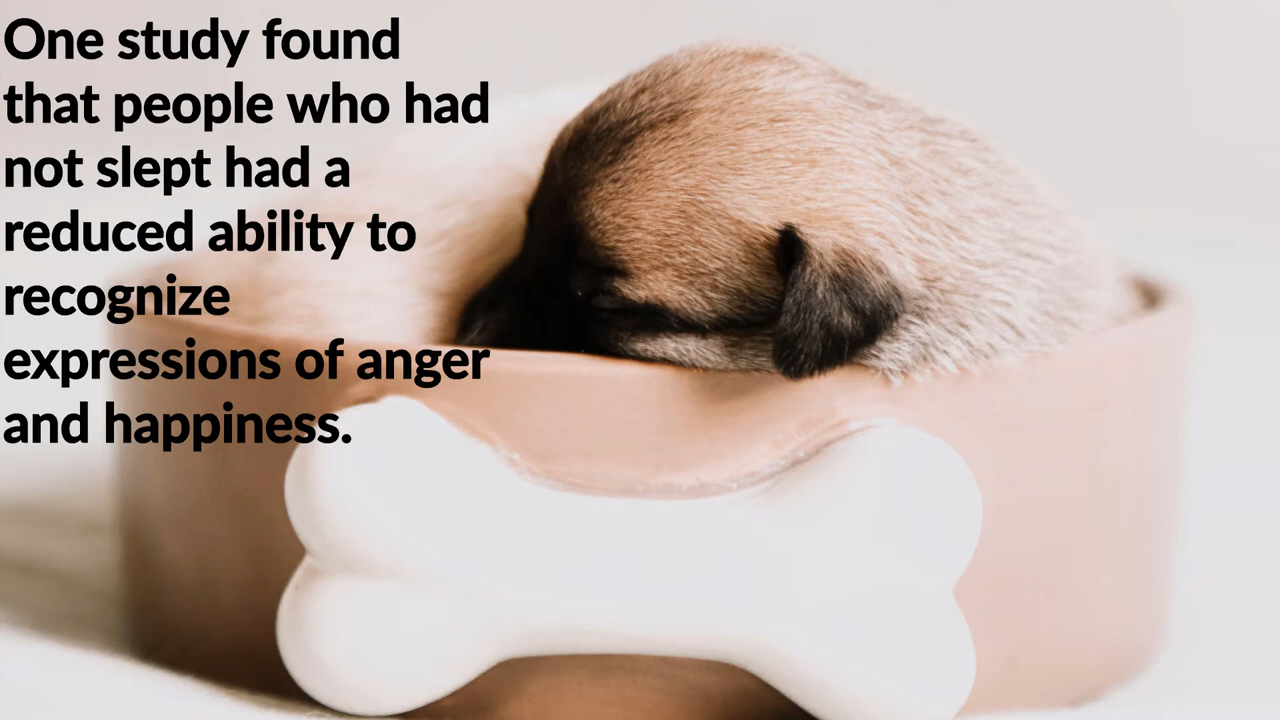 One study found
that people who had
not slept had a
reduced ability to
recognize
expressions of anger
and happiness.